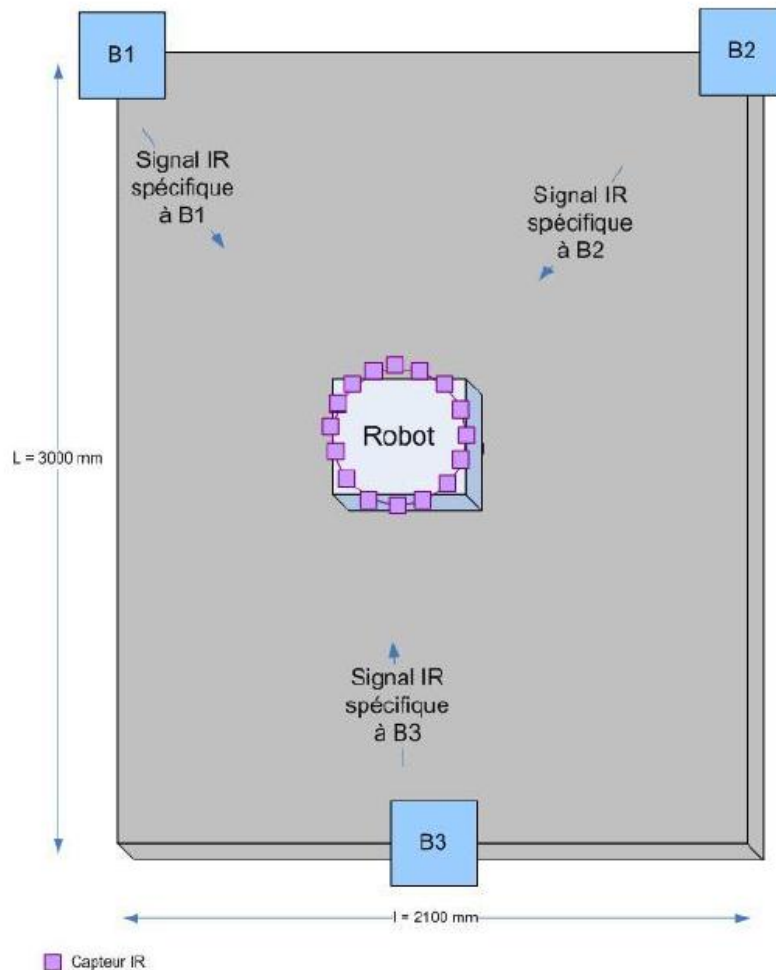 B1
B2
Signal IR
spécifique
à B1
Signal IR
spécifique
à B2
Robot
L = 3000 mm
Signal IR
spécifique
à B3
B3
l = 2100 mm
Capteur IR